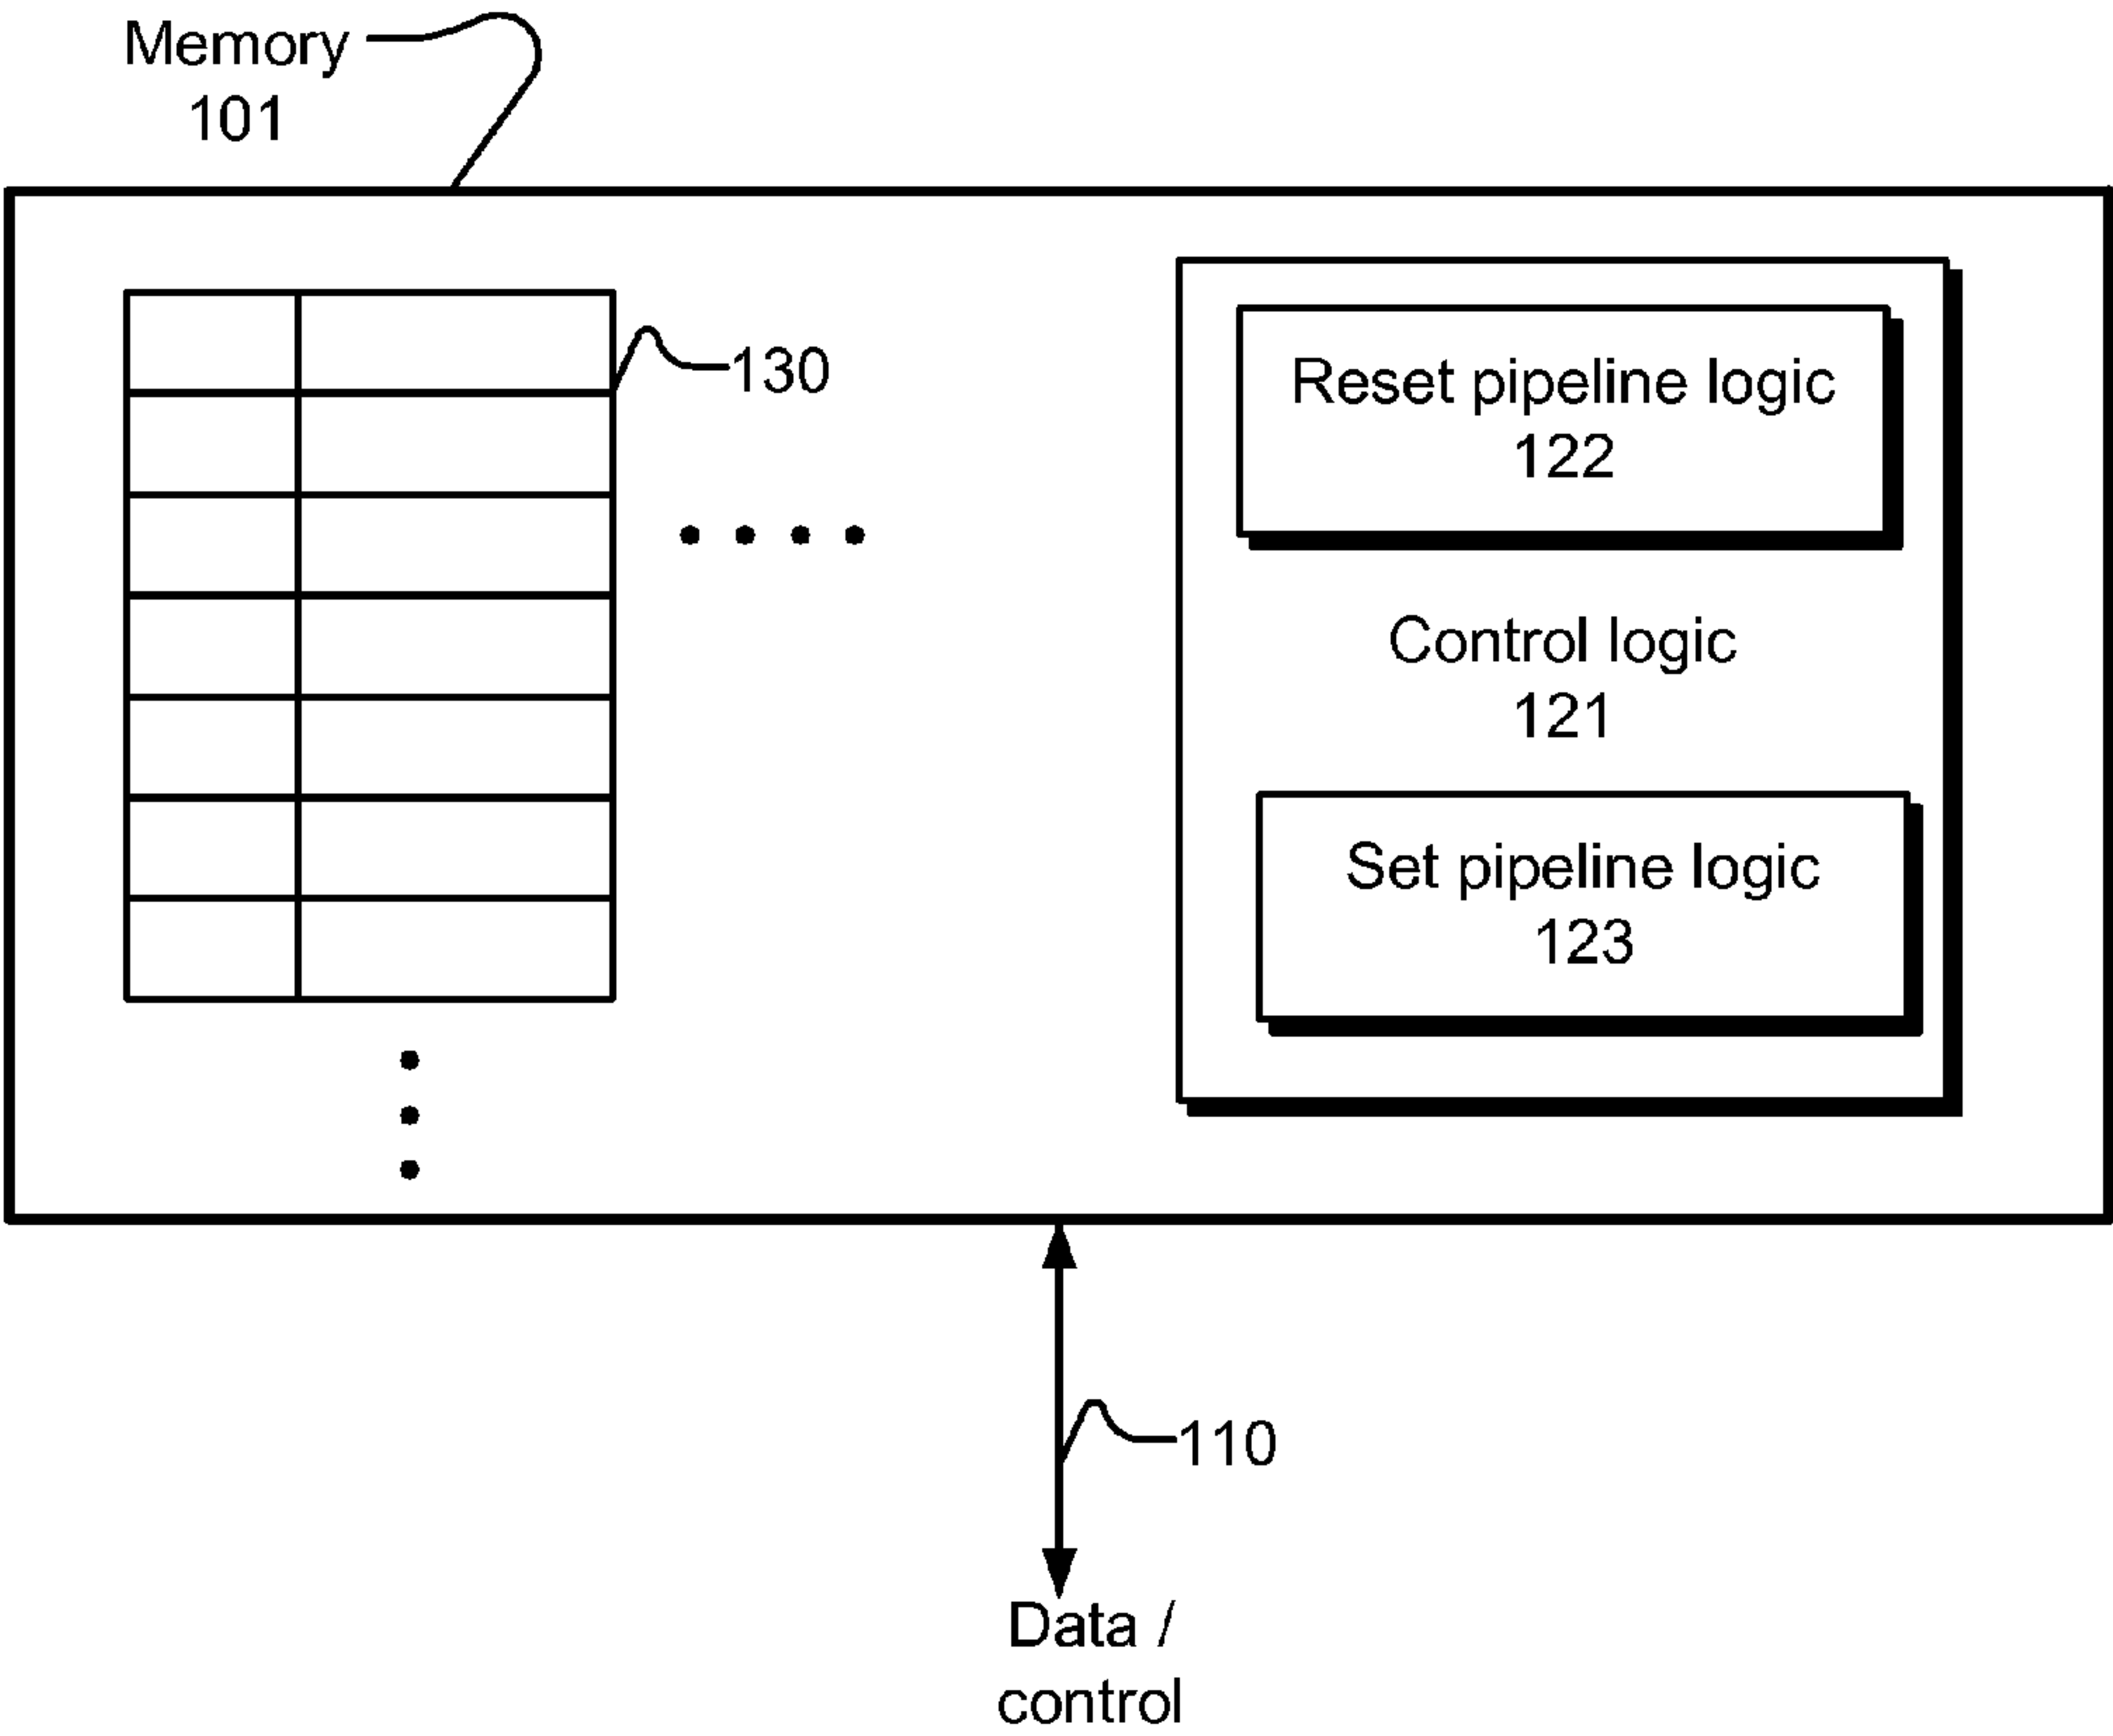 Memory
101
130
Reset pipeline logic
122
Control logic
121
Set pipeline logic
123
110
Data /
control